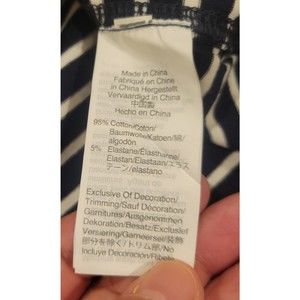 Made in China
Fabriqué en Chine
in China Hergestellt
Vervaardigd in China
中国製
Hecho en China
95% Cotton/Coton/
Baumwolle/Katoen/綿/
algodón
5% Elastane/Élasthanne/
Elastan/Elastaan/エラス
テーン/elastano
Exclusive Of Decoration/
Trimming/Sauf Décoration/
Garnitures/Ausgenommen
Dekoration/Besatz/Exclusief
Versiering/Garneersel/装飾
部分を除く/トリム部/No
Incluye Decoración/Ribete